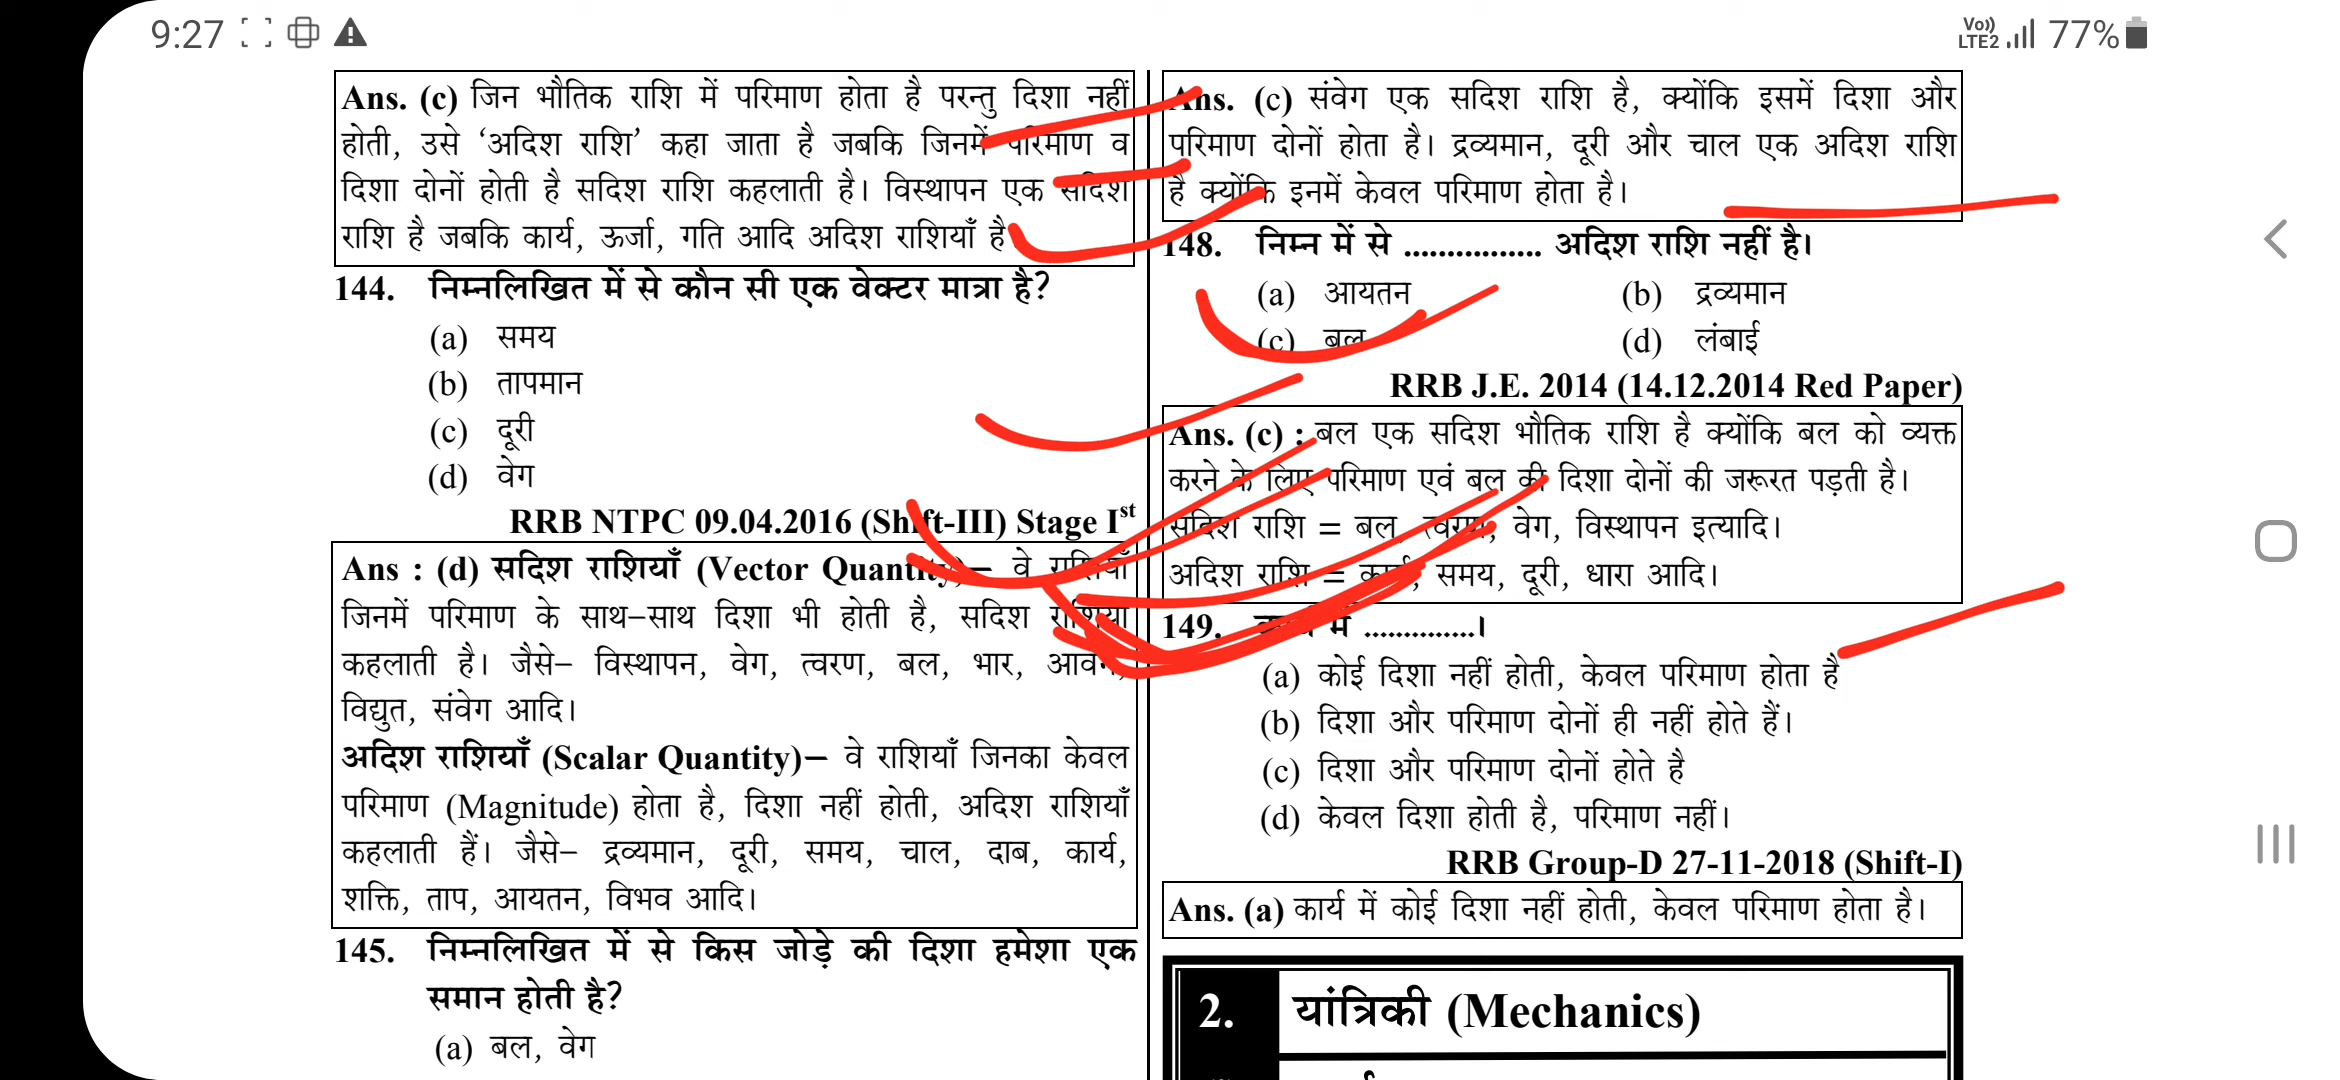 9:27
Vo)) LTE2 77%
Ans. (c) जिन भौतिक राशि में परिमाण होता है परन्तु दिशा नहीं
होती, उसे ‘अदिश राशि’ कहा जाता है जबकि जिनमें परिमाण व
दिशा दोनों होती है सदिश राशि कहलाती है। विस्थापन एक सदिश
राशि है जबकि कार्य, ऊर्जा, गति आदि अदिश राशियाँ है
144. निम्नलिखित में से कौन सी एक वेक्टर मात्रा है?
(a) समय
(b) तापमान
(c) दूरी
(d) वेग
RRB NTPC 09.04.2016 (Shift-III) Stage Ist
Ans : (d) सदिश राशियाँ (Vector Quantity)– वे राशियाँ
जिनमें परिमाण के साथ–साथ दिशा भी होती है, सदिश राशियाँ
कहलाती है। जैसे– विस्थापन, वेग, त्वरण, बल, भार, आवेग,
विद्युत, संवेग आदि।
अदिश राशियाँ (Scalar Quantity)– वे राशियाँ जिनका केवल
परिमाण (Magnitude) होता है, दिशा नहीं होती, अदिश राशियाँ
कहलाती हैं। जैसे– द्रव्यमान, दूरी, समय, चाल, दाब, कार्य,
शक्ति, ताप, आयतन, विभव आदि।
145. निम्नलिखित में से किस जोड़े की दिशा हमेशा एक
समान होती है?
(a) बल, वेग
Ans. (c) संवेग एक सदिश राशि है, क्योंकि इसमें दिशा और
परिमाण दोनों होता है। द्रव्यमान, दूरी और चाल एक अदिश राशि
है क्योंकि इनमें केवल परिमाण होता है।
148. निम्न में से ................ अदिश राशि नहीं है।
(a) आयतन (b) द्रव्यमान
(c) बल (d) लंबाई
RRB J.E. 2014 (14.12.2014 Red Paper)
Ans. (c) : बल एक सदिश भौतिक राशि है क्योंकि बल को व्यक्त
करने के लिए परिमाण एवं बल की दिशा दोनों की जरूरत पड़ती है।
सदिश राशि = बल, त्वरण, वेग, विस्थापन इत्यादि।
अदिश राशि = कार्य, समय, दूरी, धारा आदि।
149. कार्य में ...............।
(a) कोई दिशा नहीं होती, केवल परिमाण होता है
(b) दिशा और परिमाण दोनों ही नहीं होते हैं।
(c) दिशा और परिमाण दोनों होते है
(d) केवल दिशा होती है, परिमाण नहीं।
RRB Group-D 27-11-2018 (Shift-I)
Ans. (a) कार्य में कोई दिशा नहीं होती, केवल परिमाण होता है।
2. यांत्रिकी (Mechanics)